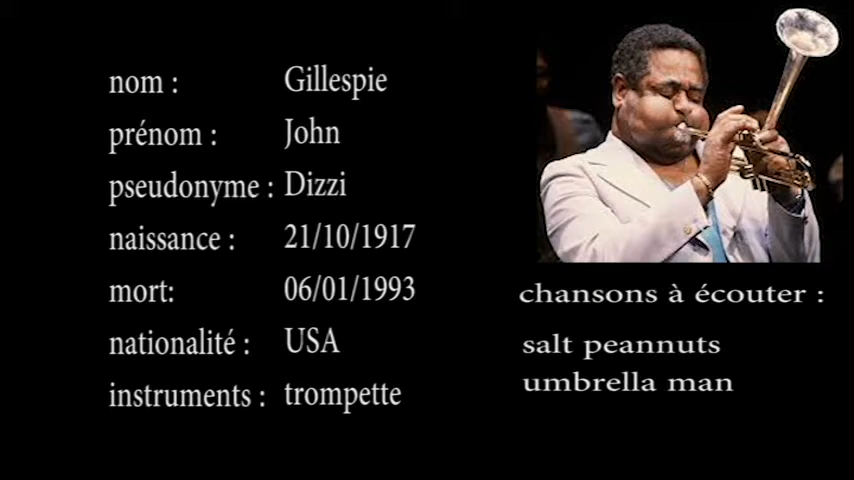 nom : Gillespie
prénom : John
pseudonyme : Dizzi
naissance : 21/10/1917
mort: 06/01/1993
nationalité : USA
instruments : trompette
chansons à écouter :
salt peannuts
umbrella man